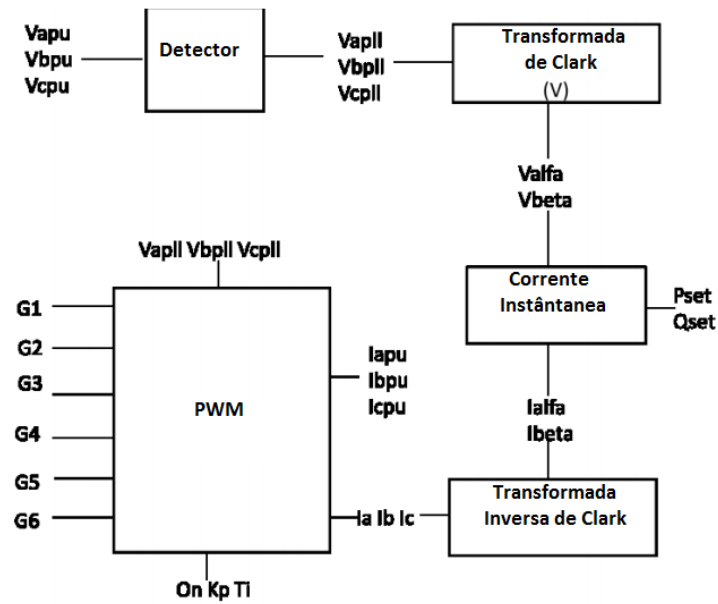 Vapu
Vbpu
Vcpu
Detector
Vapll
Vbpll
Vcpll
Transformada
de Clark
(V)
Valfa
Vbeta
Corrente
Instântanea
Pset
Qset
Ialfa
Ibeta
Transformada
Inversa de Clark
Vapll Vbpll Vcpll
G1
G2
G3
G4
G5
G6
PWM
Iapu
Ibpu
Icpu
Ia Ib Ic
On Kp Ti